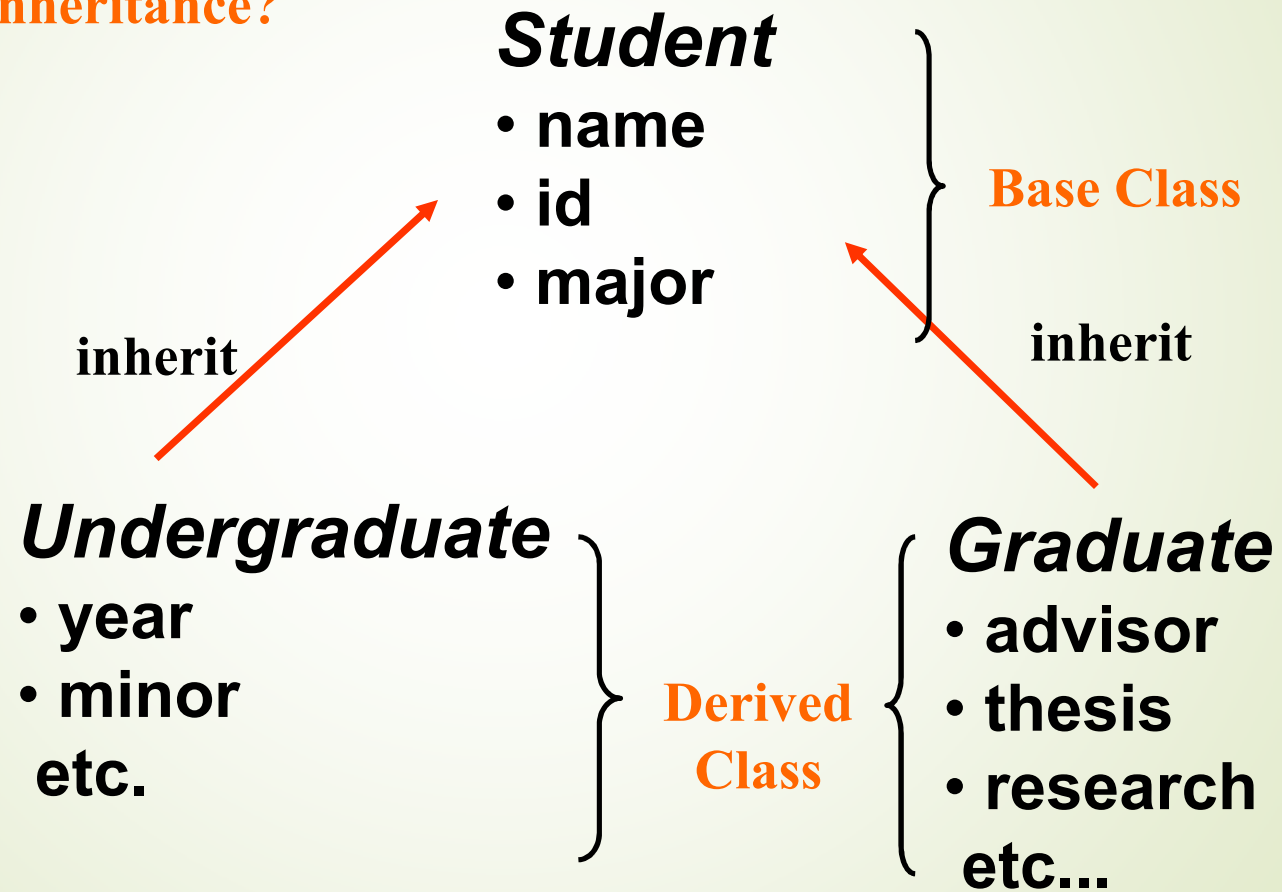 inheritance?
Student
• name
• id
• major
Base Class
inherit
inherit
Undergraduate
• year
• minor
etc.
Derived
Class
Graduate
• advisor
• thesis
• research
etc...